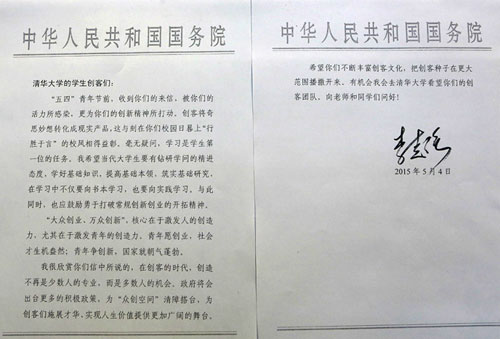 中华人民共和国国务院
清华大学的学生创客们：
“五四”青年节前，收到你们的来信，被你们的
活力所感染，更为你们的创新精神所打动。创客将奇
思妙想转化成现实产品，这与刻在你们校园日晷上“行
胜于言”的校风相得益彰。毫无疑问，学习是学生第
一位的任务。我希望当代大学生要有钻研学问的精进
态度，学好基础知识，提高基础本领，筑实基础研究，
在学习中不仅要向书本学习，也要向实践学习。与此
同时，也应鼓励勇于打破常规创新创业的开拓精神。
“大众创业、万众创新”，核心在于激发人的创造
力，尤其在于激发青年的创造力。青年愿创业，社会
才生机盎然；青年争创新，国家就朝气蓬勃。
我很欣赏你们信中所说的，在创客的时代，创造
不再是少数人的专业，而是多数人的机会。政府将会
出台更多的积极政策，为“众创空间”清障搭台，为
创客们施展才华、实现人生价值提供更加广阔的舞台。
中华人民共和国国务院
希望你们不断丰富创客文化，把创客种子在更大
范围播撒开来。有机会我会去清华大学看望你们的创
客团队。向老师和同学们问好！
李克强
2015年5月4日